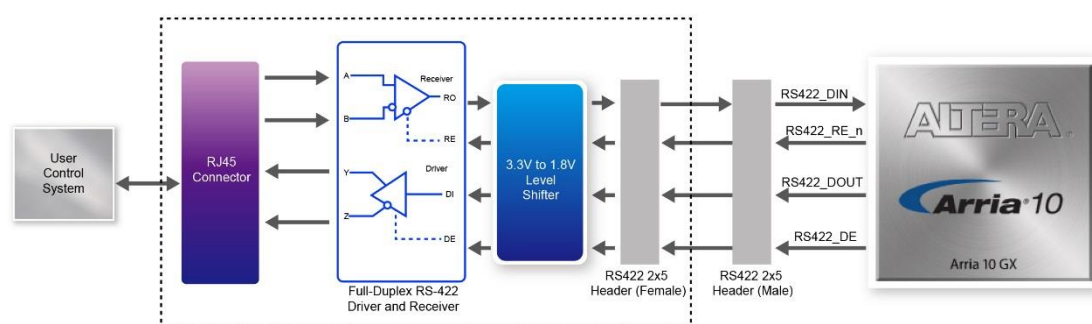 User
Control
System
RJ45
Connector
A
B
Y
Z
Receiver
RO
RE
Driver
DI
DE
Full-Duplex RS-422
Driver and Receiver
3.3V to 1.8V
Level
Shifter
RS422 2x5
Header (Female)
RS422 2x5
Header (Male)
RS422_DIN
RS422_RE_n
RS422_DOUT
RS422_DE
ALTERA®
Arria® 10
Arria 10 GX